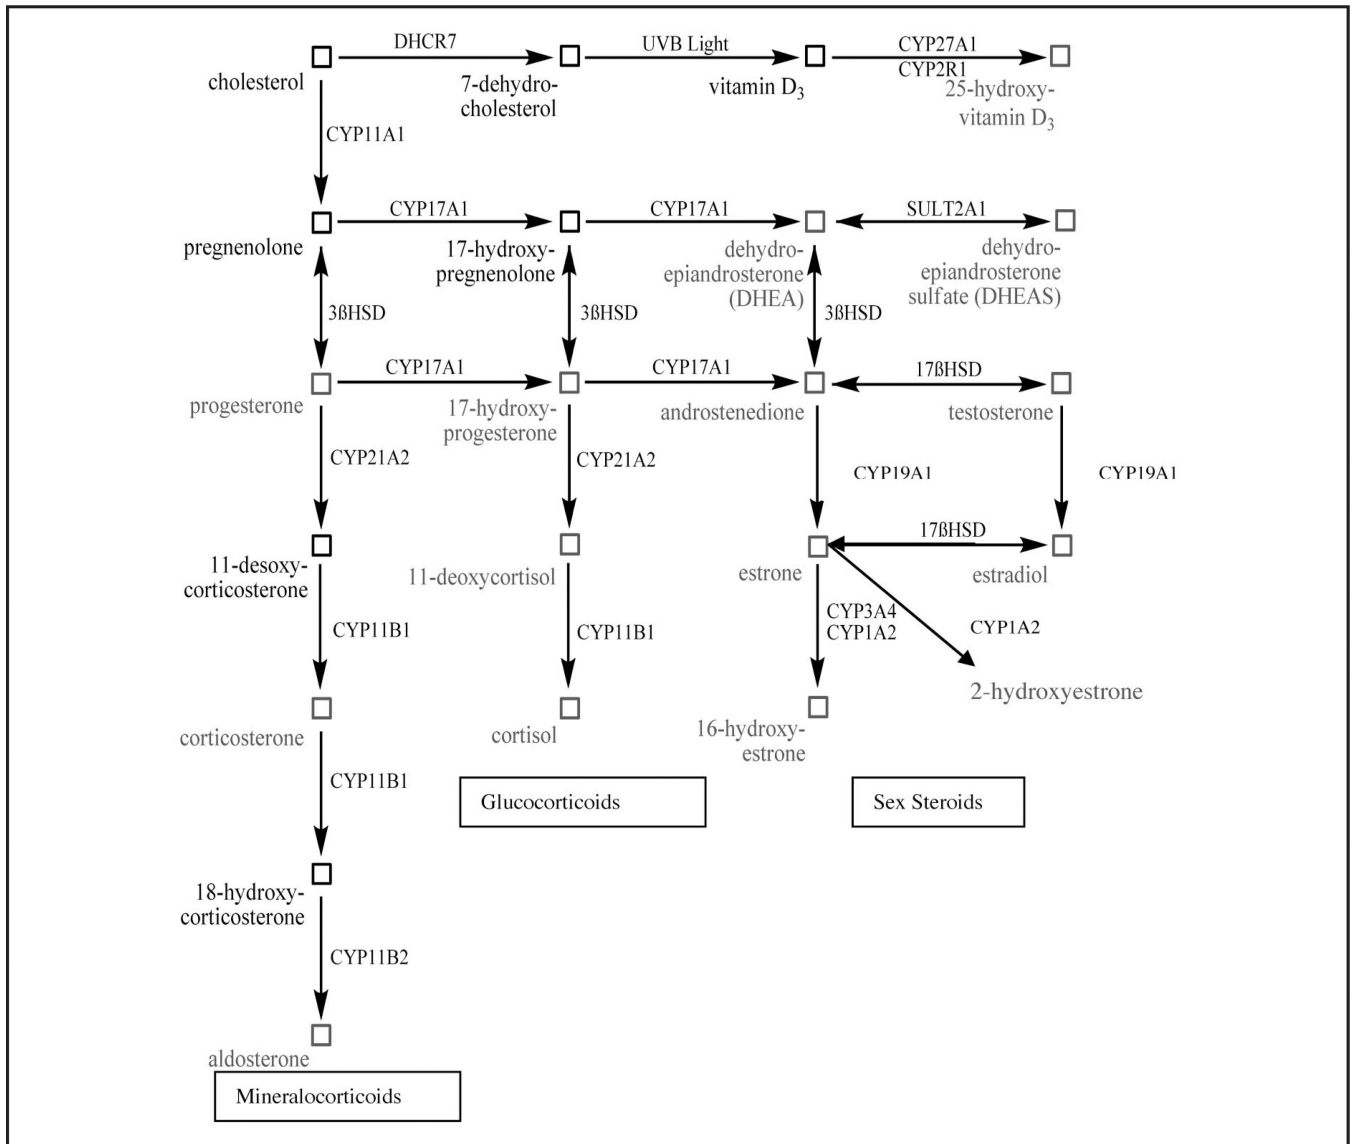 DHCR7
UVB Light
CYP27A1
CYP2R1
cholesterol
7-dehydro-
cholesterol
vitamin D3
25-hydroxy-
vitamin D3
CYP11A1
CYP17A1
CYP17A1
SULT2A1
pregnenolone
17-hydroxy-
pregnenolone
dehydro-
epiandrosterone
(DHEA)
dehydro-
epiandrosterone
sulfate (DHEAS)
3ßHSD
3ßHSD
3ßHSD
CYP17A1
CYP17A1
17ßHSD
progesterone
17-hydroxy-
progesterone
androstenedione
testosterone
CYP21A2
CYP21A2
CYP19A1
CYP19A1
17ßHSD
11-desoxy-
corticosterone
11-deoxycortisol
estrone
estradiol
CYP11B1
CYP11B1
CYP3A4
CYP1A2
CYP1A2
2-hydroxyestrone
corticosterone
cortisol
16-hydroxy-
estrone
CYP11B1
Glucocorticoids
Sex Steroids
18-hydroxy-
corticosterone
CYP11B2
aldosterone
Mineralocorticoids